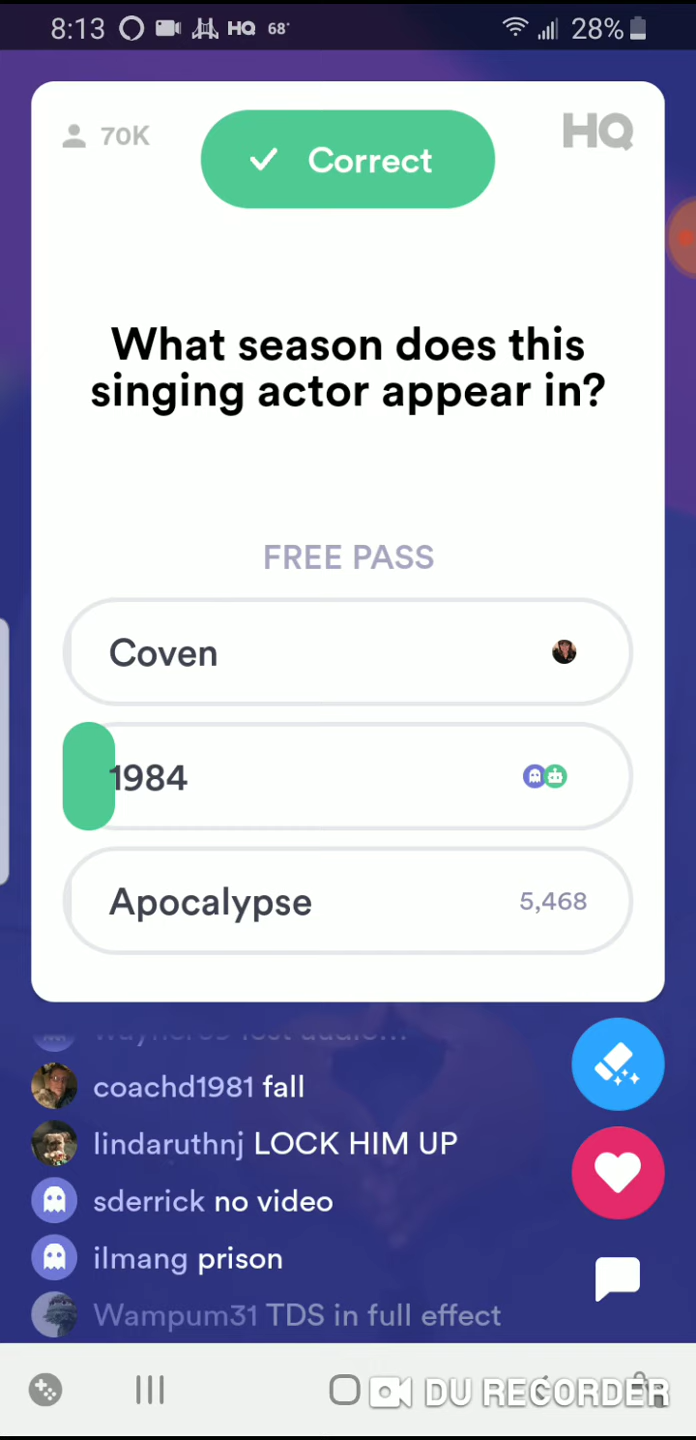 8:13 HQ 68° 28%
70K
Correct
HQ
What season does this
singing actor appear in?
FREE PASS
Coven
1984
Apocalypse 5,468
coachd1981 fall
lindaruthnj LOCK HIM UP
sderrick no video
ilmang prison
Wampum31 TDS in full effect
DU RECORDER